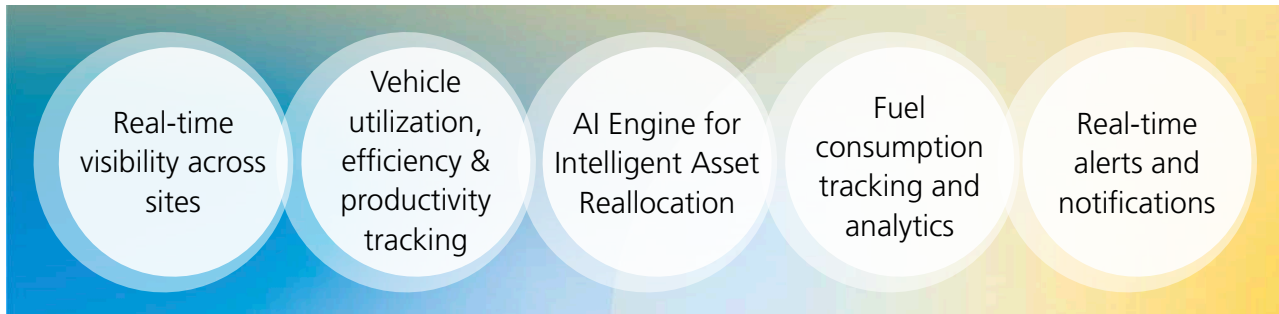 Real-time
visibility across
sites
Vehicle
utilization,
efficiency &
productivity
tracking
AI Engine for
Intelligent Asset
Reallocation
Fuel
consumption
tracking and
analytics
Real-time
alerts and
notifications